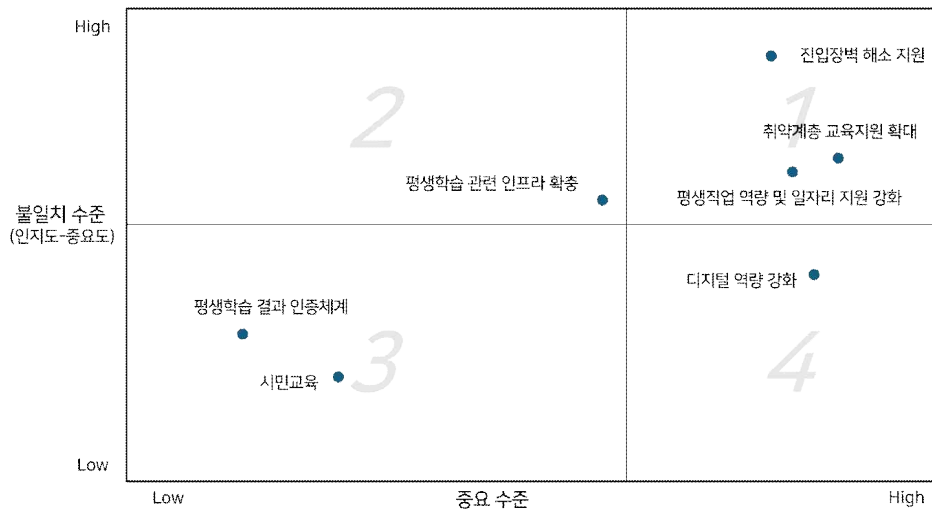 High
진입장벽 해소 지원
2
1
취약계층 교육지원 확대
평생학습 관련 인프라 확충
평생직업 역량 및 일자리 지원 강화
불일치 수준
(인지도-중요도)
디지털 역량 강화
평생학습 결과 인증체계
3
4
시민교육
Low
Low
중요 수준
High